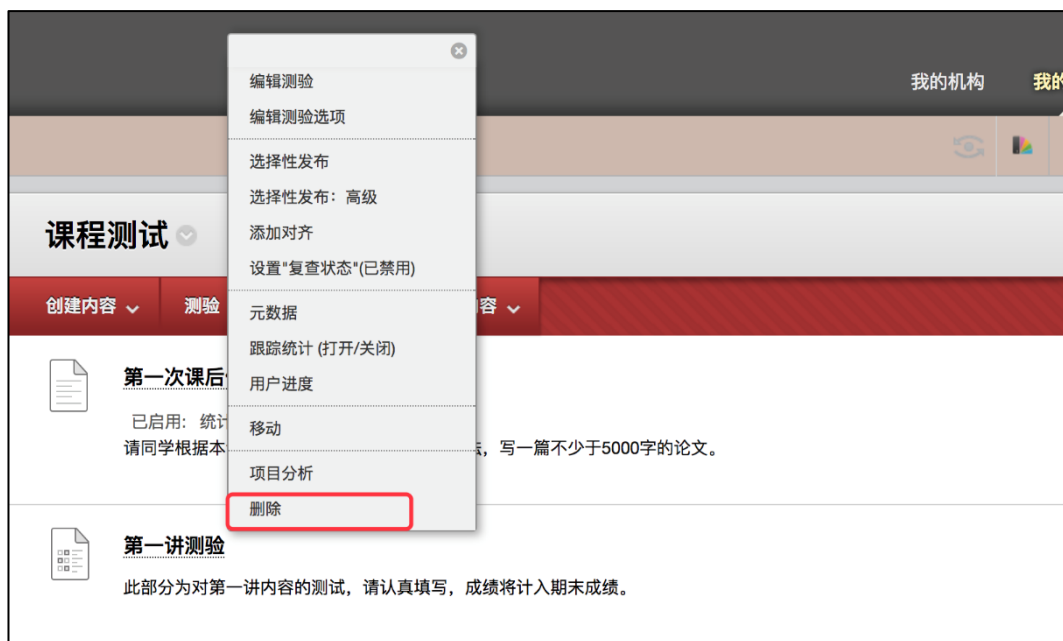 我的机构
我的
编辑测验
编辑测验选项
选择性发布
选择性发布：高级
添加对齐
设置"复查状态"(已禁用)
元数据
跟踪统计 (打开/关闭)
用户进度
移动
项目分析
删除
课程测试
创建内容
测验
容
第一次课后
已启用: 统计
请同学根据本
，写一篇不少于5000字的论文。
第一讲测验
此部分为对第一讲内容的测试，请认真填写，成绩将计入期末成绩。